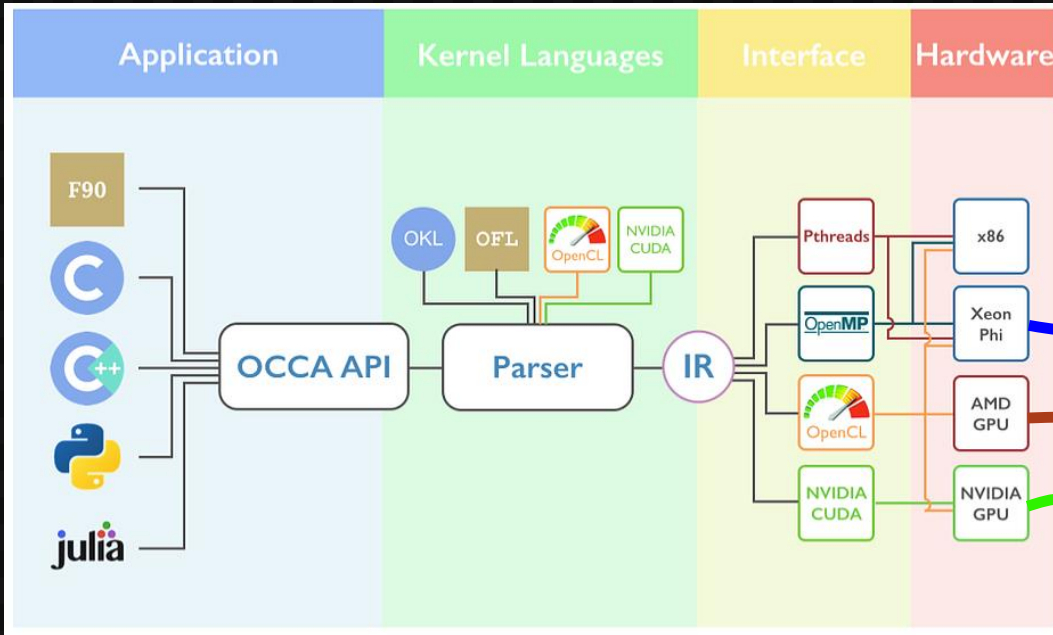 Application
Kernel Languages
Interface
Hardware
F90
C
C++
julia
OCCA API
OKL
OFL
OpenCL
NVIDIA
CUDA
Parser
IR
Pthreads
OpenMP
OpenCL
NVIDIA
CUDA
x86
Xeon
Phi
AMD
GPU
NVIDIA
GPU